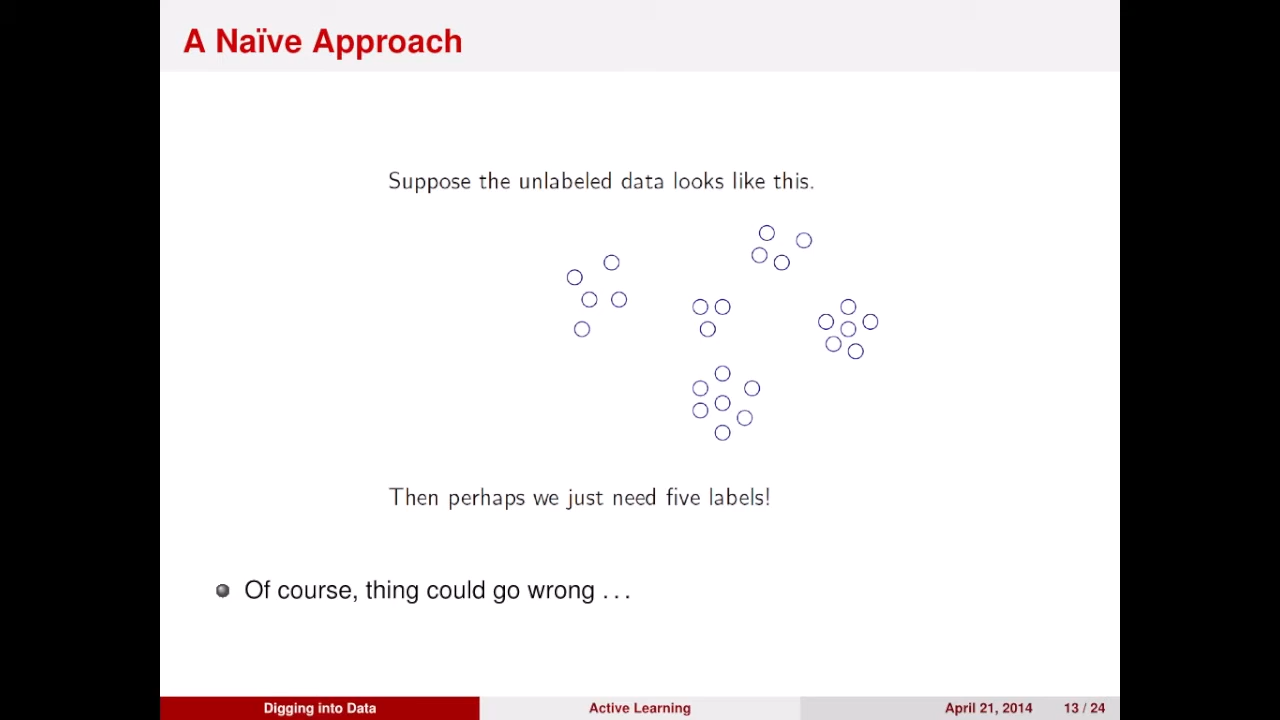 A Naïve Approach
Suppose the unlabeled data looks like this.
Then perhaps we just need five labels!
Of course, thing could go wrong . . .
Digging into Data
Active Learning
April 21, 2014
13 / 24